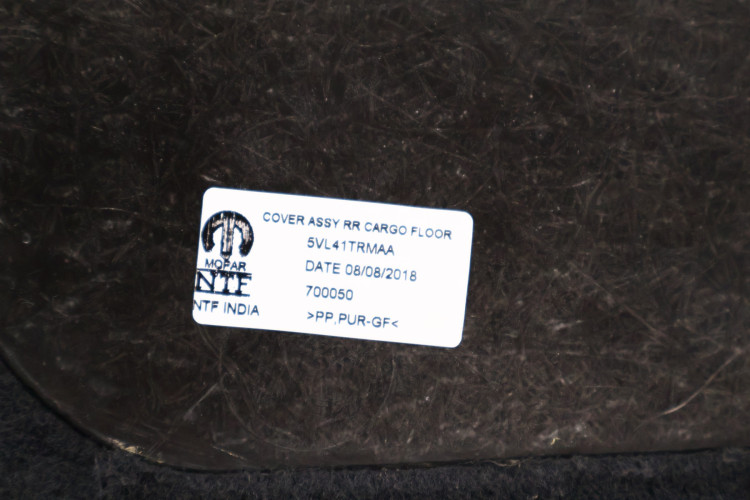 COVER ASSY RR CARGO FLOOR
5VL41TRMAA
DATE 08/08/2018
700050
>PP,PUR-GF<
MOPAR
NTF
NTF INDIA